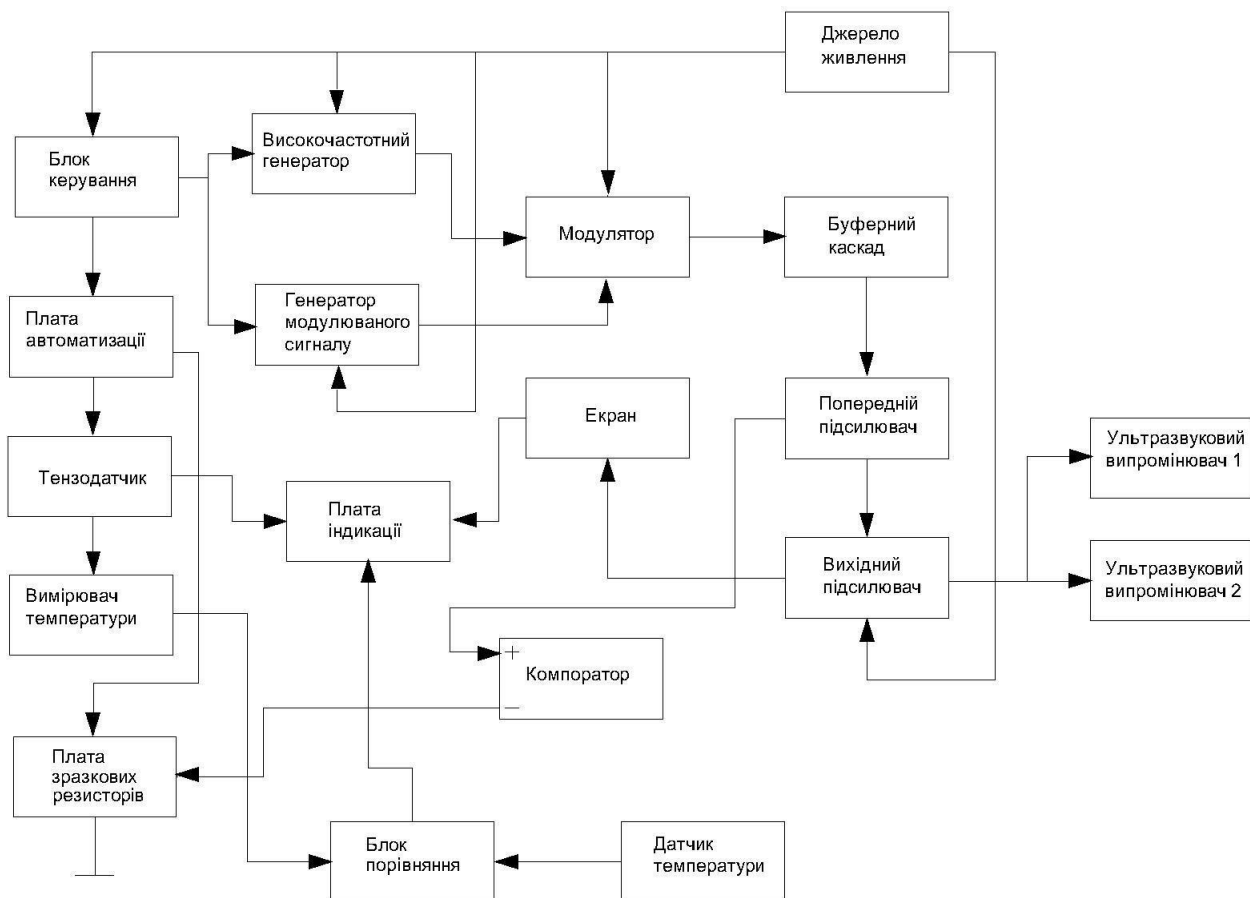 Джерело
живлення
Блок
керування
Високочастотний
генератор
Модулятор
Буферний
каскад
Плата
автоматизації
Генератор
модулюваного
сигналу
Екран
Попередній
підсилювач
Ультразвуковий
випромінювач 1
Тензодатчик
Плата
індикації
Вихідний
підсилювач
Ультразвуковий
випромінювач 2
Вимірювач
температури
+
Компоратор
−
Плата
зразкових
резисторів
Блок
порівняння
Датчик
температури